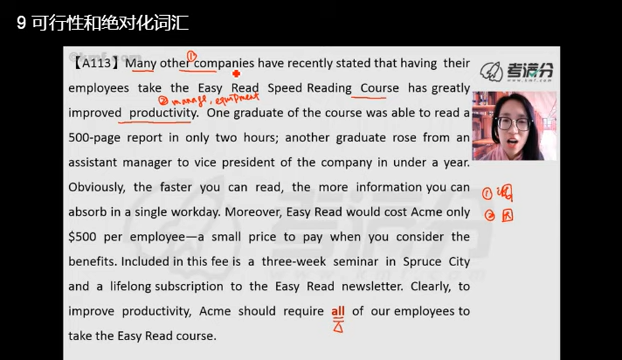 9 可行性和绝对化词汇
【A113】Many other companies have recently stated that having their
①
考满分
employees take the Easy Read Speed Reading Course has greatly
② manage, equipment
improved productivity. One graduate of the course was able to read a
500-page report in only two hours; another graduate rose from an
assistant manager to vice president of the company in under a year.
Obviously, the faster you can read, the more information you can
①
absorb in a single workday. Moreover, Easy Read would cost Acme only
②
$500 per employee—a small price to pay when you consider the
benefits. Included in this fee is a three-week seminar in Spruce City
and a lifelong subscription to the Easy Read newsletter. Clearly, to
improve productivity, Acme should require all of our employees to
take the Easy Read course.